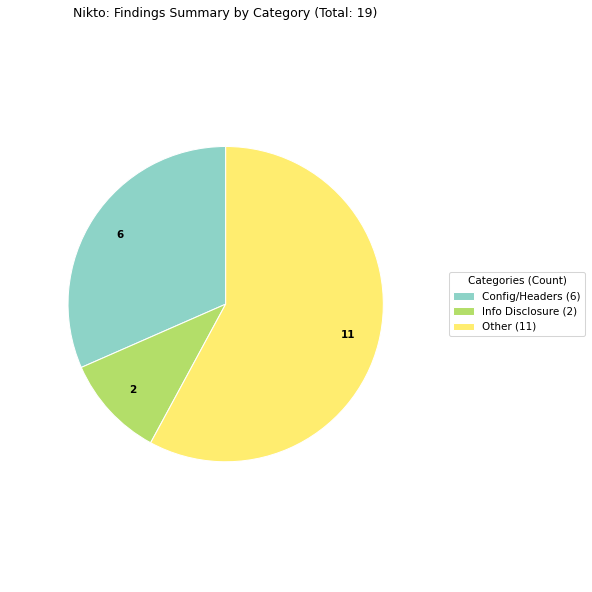 Nikto: Findings Summary by Category (Total: 19)
6
11
2
Categories (Count)
Config/Headers (6)
Info Disclosure (2)
Other (11)